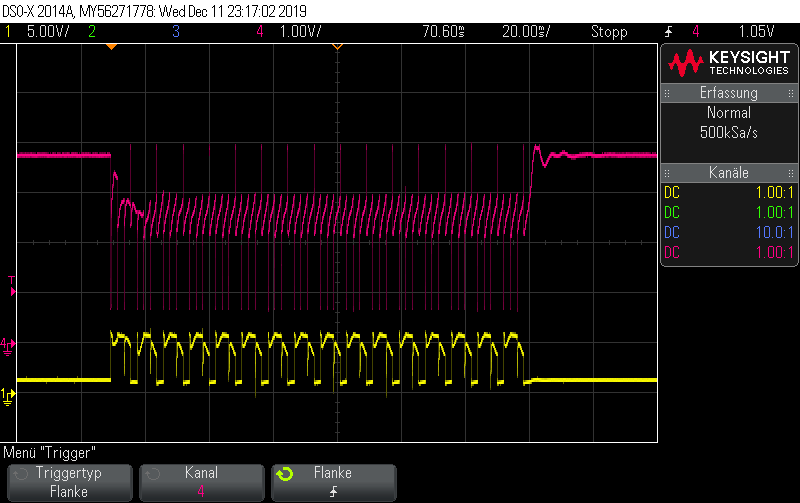 DSO-X 2014A, MY56271778: Wed Dec 11 23:17:02 2019
1 5.00V/ 2 3 4 1.00V/ 70.60s 20.00s/ Stopp 4 1.05V
KEYSIGHT
TECHNOLOGIES
Erfassung
Normal
500kSa/s
Kanäle
DC 1.00:1
DC 1.00:1
DC 10.0:1
DC 1.00:1
T
4
1
Menü "Trigger"
Triggertyp
Flanke
Kanal
4
Flanke